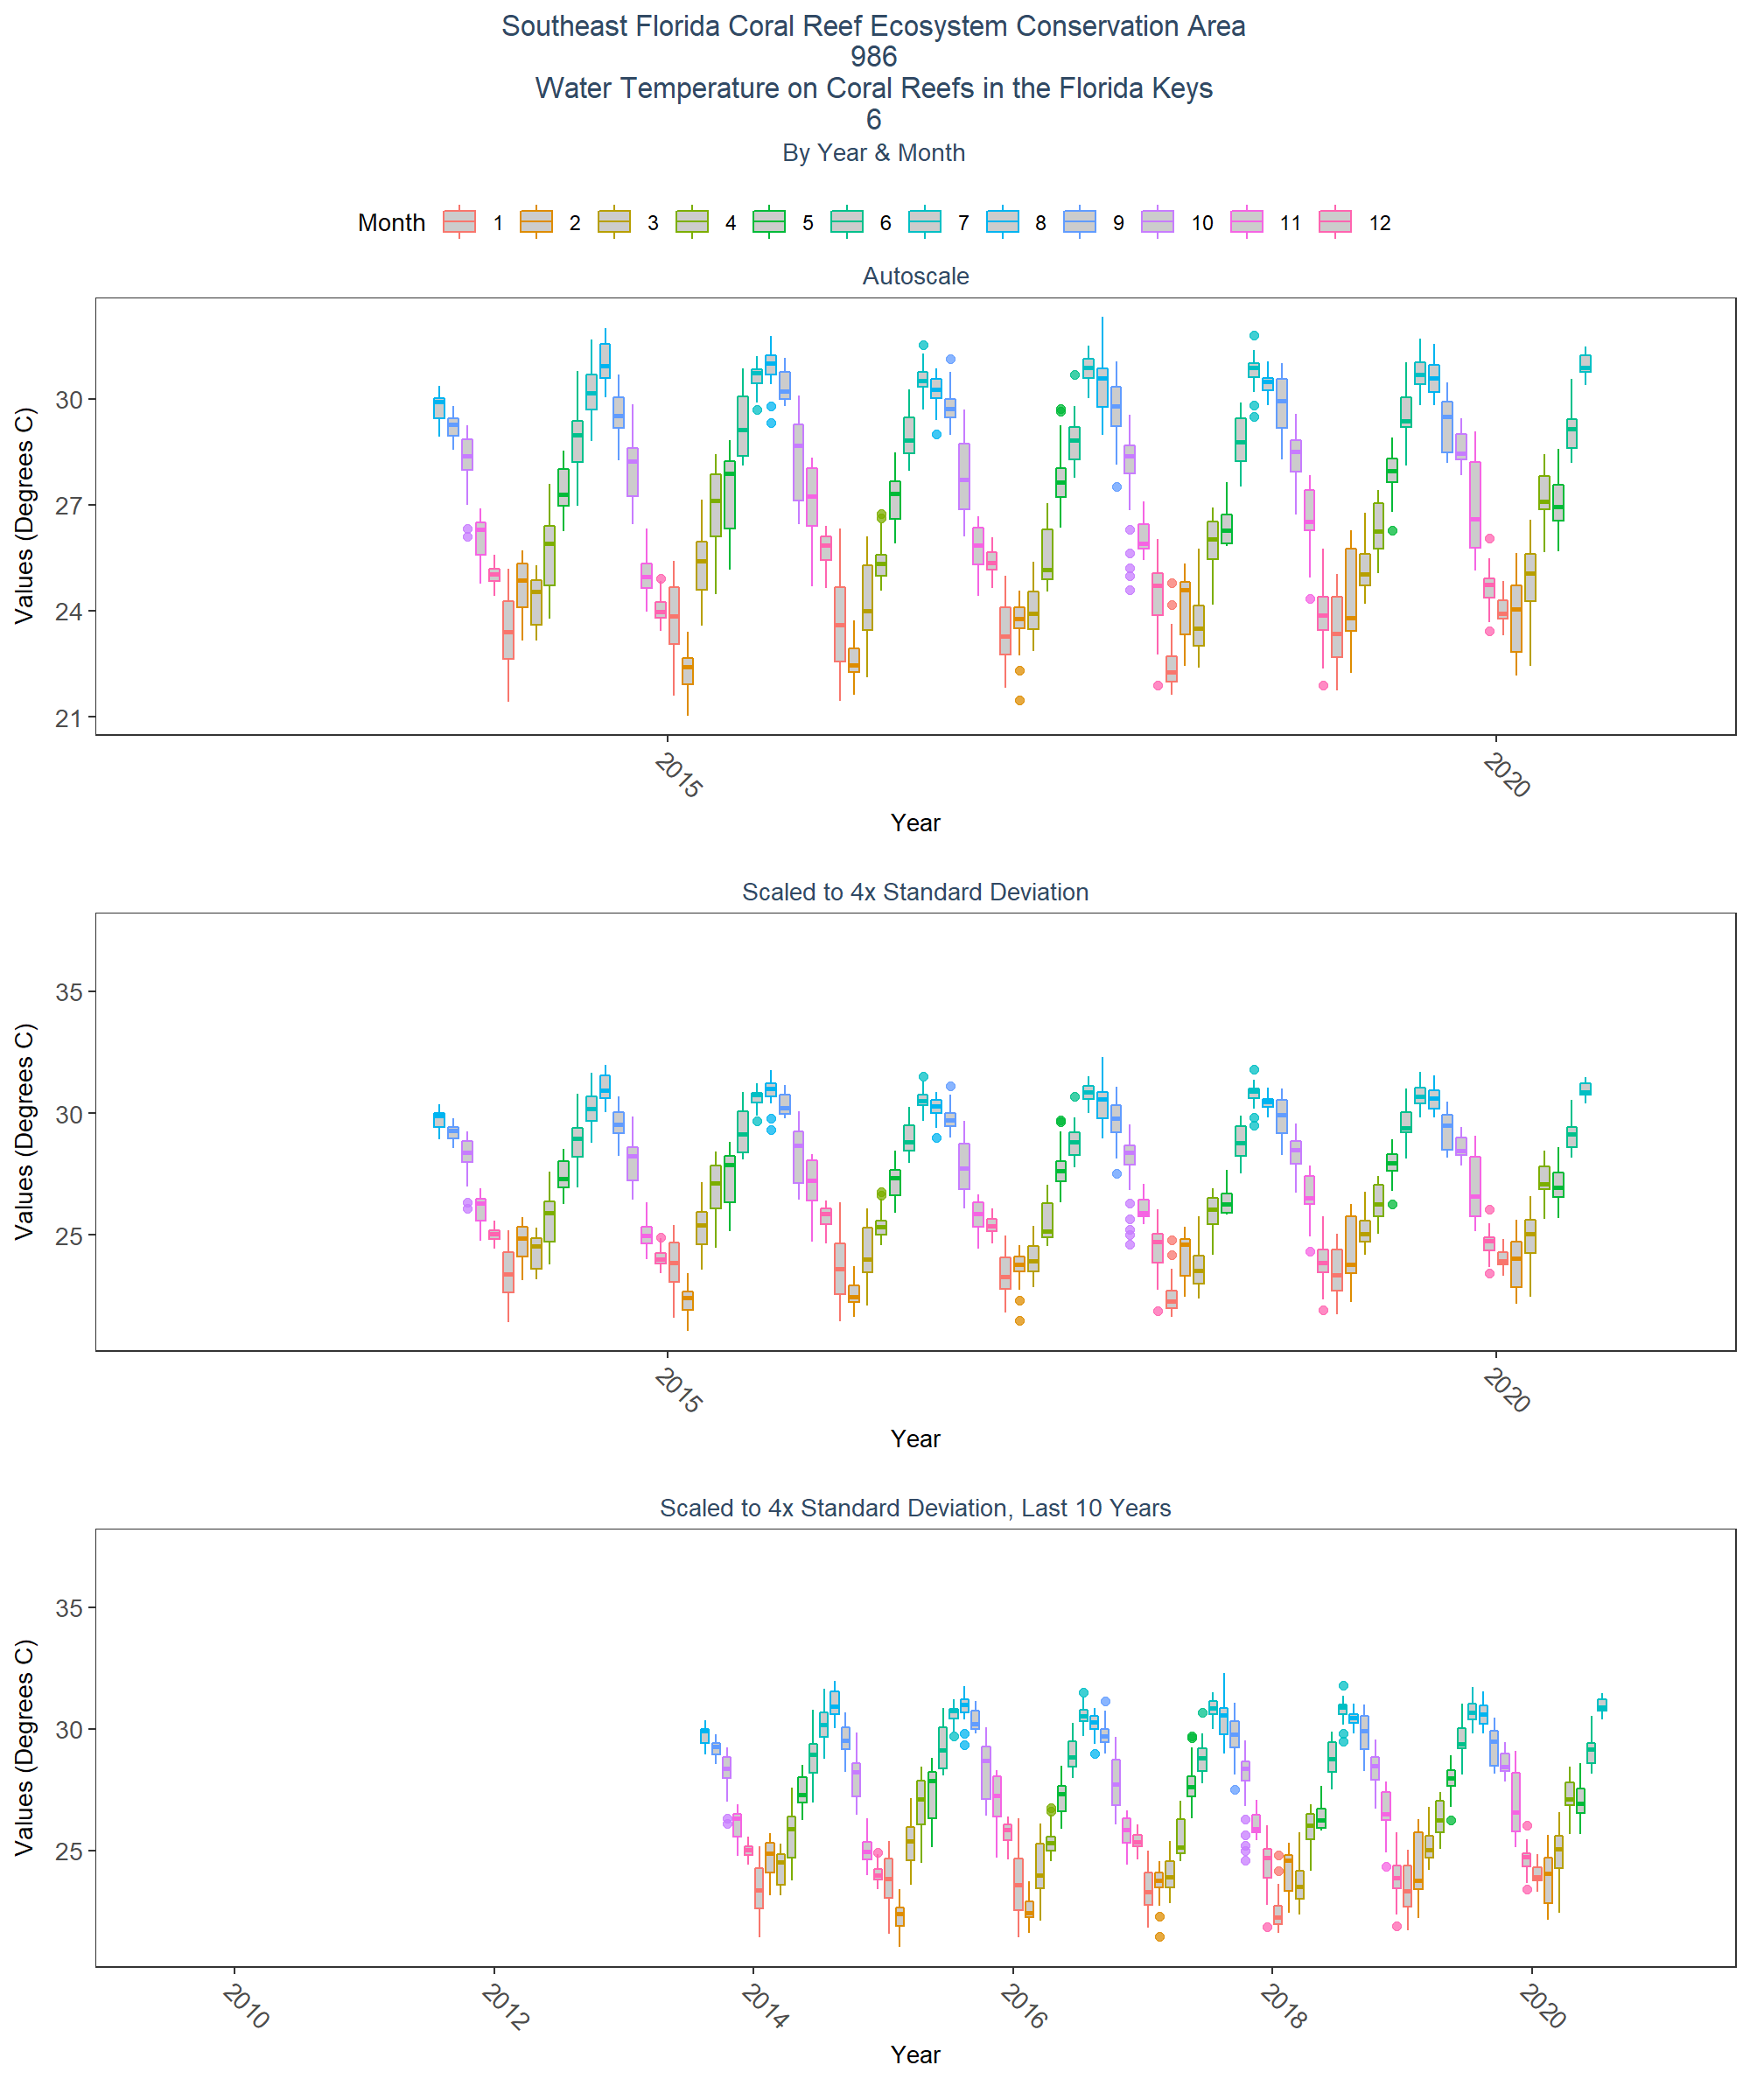 Southeast Florida Coral Reef Ecosystem Conservation Area
986
Water Temperature on Coral Reefs in the Florida Keys
6
By Year & Month
Month 1 2 3 4 5 6 7 8 9 10 11 12
Autoscale
Values (Degrees C)
30
27
24
21
2015 2020
Year
Scaled to 4x Standard Deviation
Values (Degrees C)
35
30
25
2015 2020
Year
Scaled to 4x Standard Deviation, Last 10 Years
Values (Degrees C)
35
30
25
2010 2012 2014 2016 2018 2020
Year